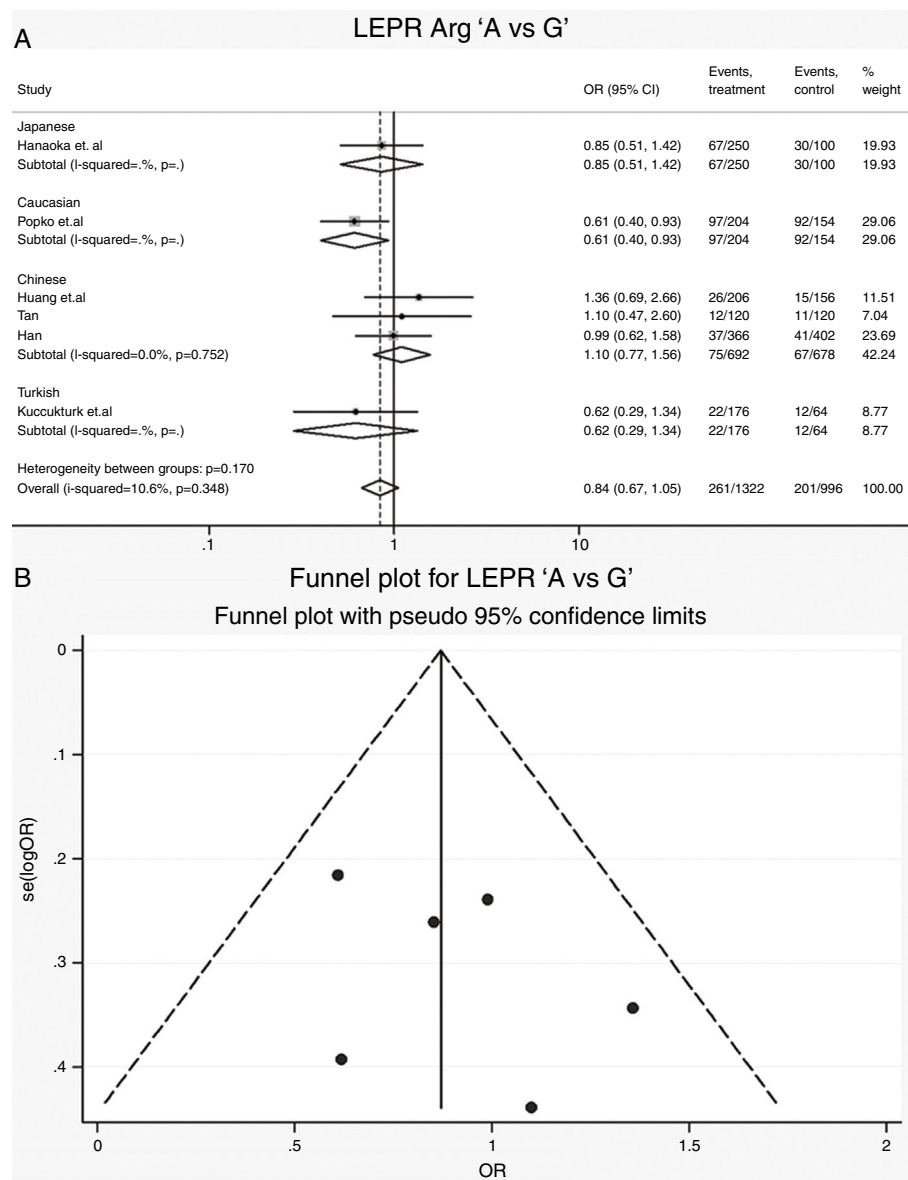 A
LEPR Arg ‘A vs G’
Study OR (95% CI) Events, treatment Events, control % weight
Japanese
Hanaoka et. al 0.85 (0.51, 1.42) 67/250 30/100 19.93
Subtotal (I-squared=.%, p=.) 0.85 (0.51, 1.42) 67/250 30/100 19.93
Caucasian
Popko et.al 0.61 (0.40, 0.93) 97/204 92/154 29.06
Subtotal (I-squared=.%, p=.) 0.61 (0.40, 0.93) 97/204 92/154 29.06
Chinese
Huang et.al 1.36 (0.69, 2.66) 26/206 15/156 11.51
Tan 1.10 (0.47, 2.60) 12/120 11/120 7.04
Han 0.99 (0.62, 1.58) 37/366 41/402 23.69
Subtotal (I-squared=0.0%, p=0.752) 1.10 (0.77, 1.56) 75/692 67/678 42.24
Turkish
Kuccukturk et.al 0.62 (0.29, 1.34) 22/176 12/64 8.77
Subtotal (I-squared=.%, p=.) 0.62 (0.29, 1.34) 22/176 12/64 8.77
Heterogeneity between groups: p=0.170
Overall (i-squared=10.6%, p=0.348) 0.84 (0.67, 1.05) 261/1322 201/996 100.00
.1 1 10
B
Funnel plot for LEPR ‘A vs G’
Funnel plot with pseudo 95% confidence limits
0
.1
.2
.3
.4
se(logOR)
0 .5 1 1.5 2
OR